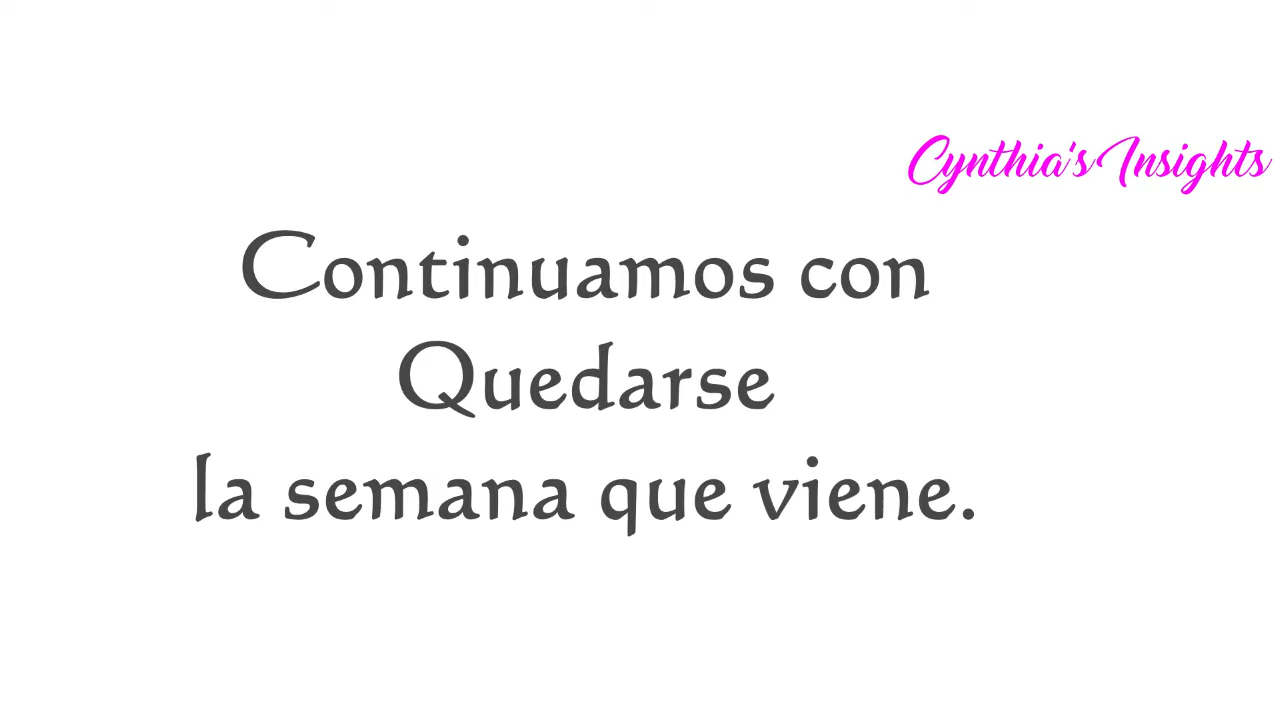 Cynthia's Insights
Continuamos con
Quedarse
la semana que viene.